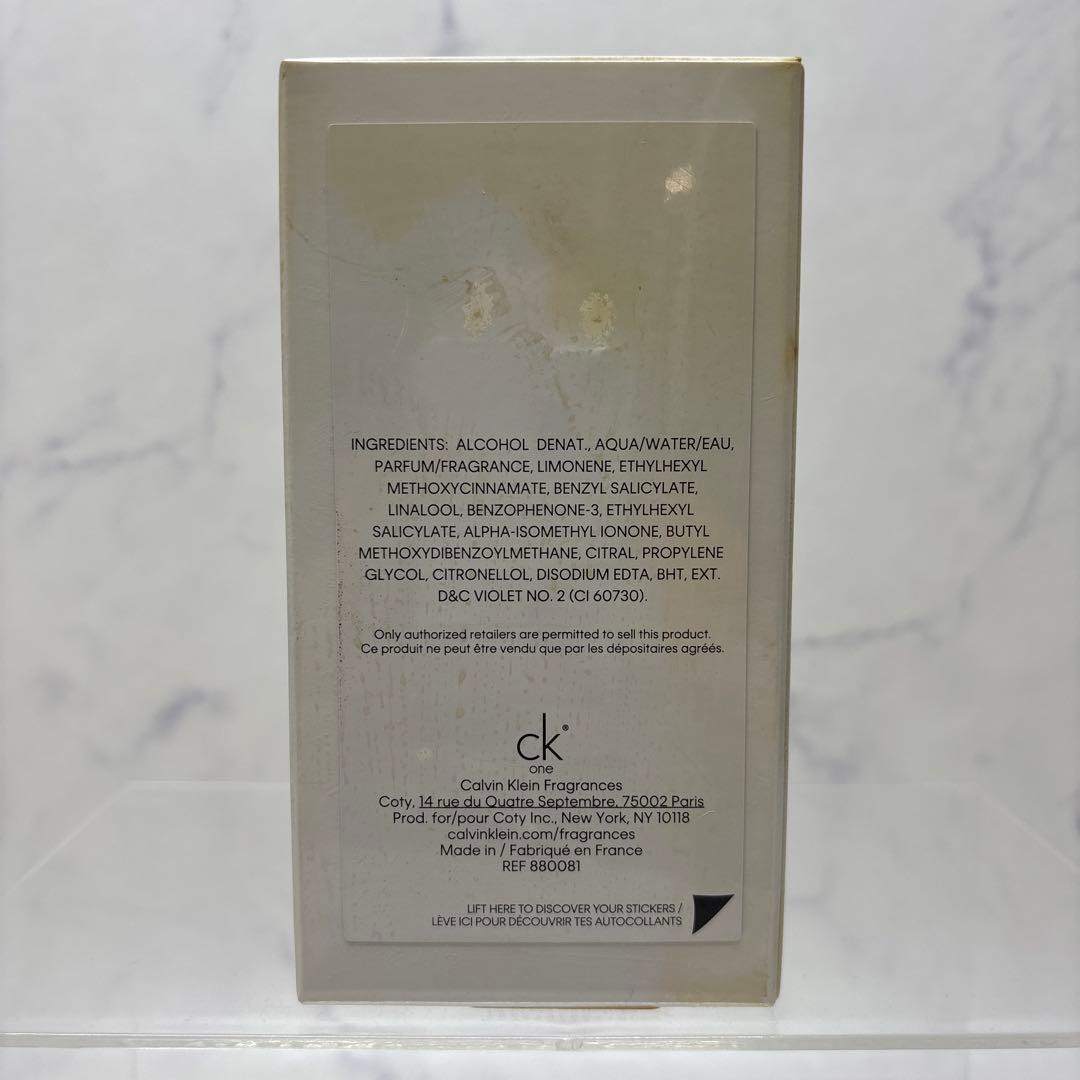 INGREDIENTS: ALCOHOL DENAT., AQUA/WATER/EAU,
PARFUM/FRAGRANCE, LIMONENE, ETHYLHEXYL
METHOXYCINNAMATE, BENZYL SALICYLATE,
LINALOOL, BENZOPHENONE-3, ETHYLHEXYL
SALICYLATE, ALPHA-ISOMETHYL IONONE, BUTYL
METHOXYDIBENZOYLMETHANE, CITRAL, PROPYLENE
GLYCOL, CITRONELLOL, DISODIUM EDTA, BHT, EXT.
D&C VIOLET NO. 2 (CI 60730).
Only authorized retailers are permitted to sell this product.
Ce produit ne peut être vendu que par les dépositaires agréés.
ck®
one
Calvin Klein Fragrances
Coty, 14 rue du Quatre Septembre, 75002 Paris
Prod. for/pour Coty Inc., New York, NY 10118
calvinklein.com/fragrances
Made in / Fabriqué en France
REF 880081
LIFT HERE TO DISCOVER YOUR STICKERS /
LÈVE ICI POUR DÉCOUVRIR TES AUTOCOLLANTS